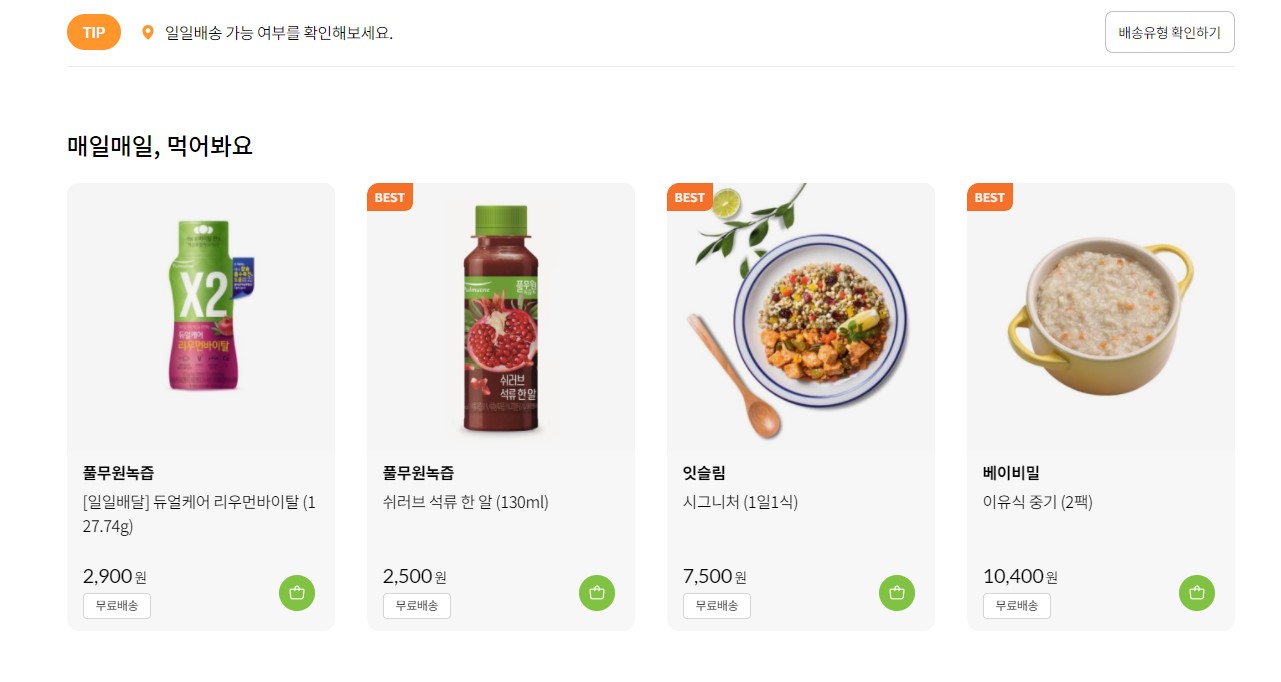 TIP 일일배송 가능 여부를 확인해보세요. 배송유형 확인하기
매일매일, 먹어봐요
X2
듀얼케어
리우먼바이탈
BEST
풀무원
Pulmuone
쉬러브
석류 한 알
BEST
BEST
풀무원녹즙
[일일배달] 듀얼케어 리우먼바이탈 (1
27.74g)
2,900 원
무료배송
풀무원녹즙
쉬러브 석류 한 알 (130ml)
2,500 원
무료배송
잇슬림
시그니처 (1일1식)
7,500 원
무료배송
베이비밀
이유식 중기 (2팩)
10,400 원
무료배송